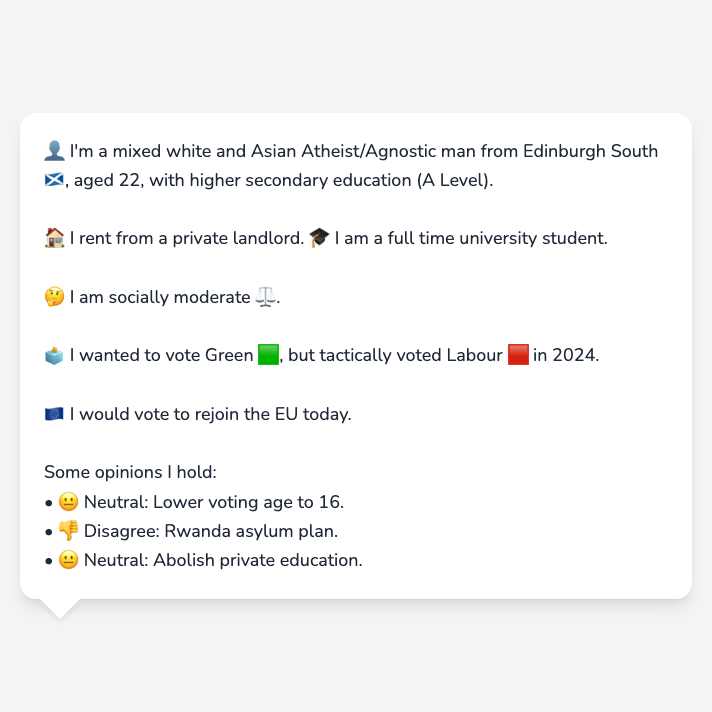 👤 I'm a mixed white and Asian Atheist/Agnostic man from Edinburgh South
🏴󠁧󠁢󠁳󠁣󠁴󠁿, aged 22, with higher secondary education (A Level).
🏠 I rent from a private landlord. 🎓 I am a full time university student.
🤔 I am socially moderate ⚖️.
🗳️ I wanted to vote Green 🟩, but tactically voted Labour 🟥 in 2024.
🇪🇺 I would vote to rejoin the EU today.
Some opinions I hold:
• 😐 Neutral: Lower voting age to 16.
• 👎 Disagree: Rwanda asylum plan.
• 😐 Neutral: Abolish private education.